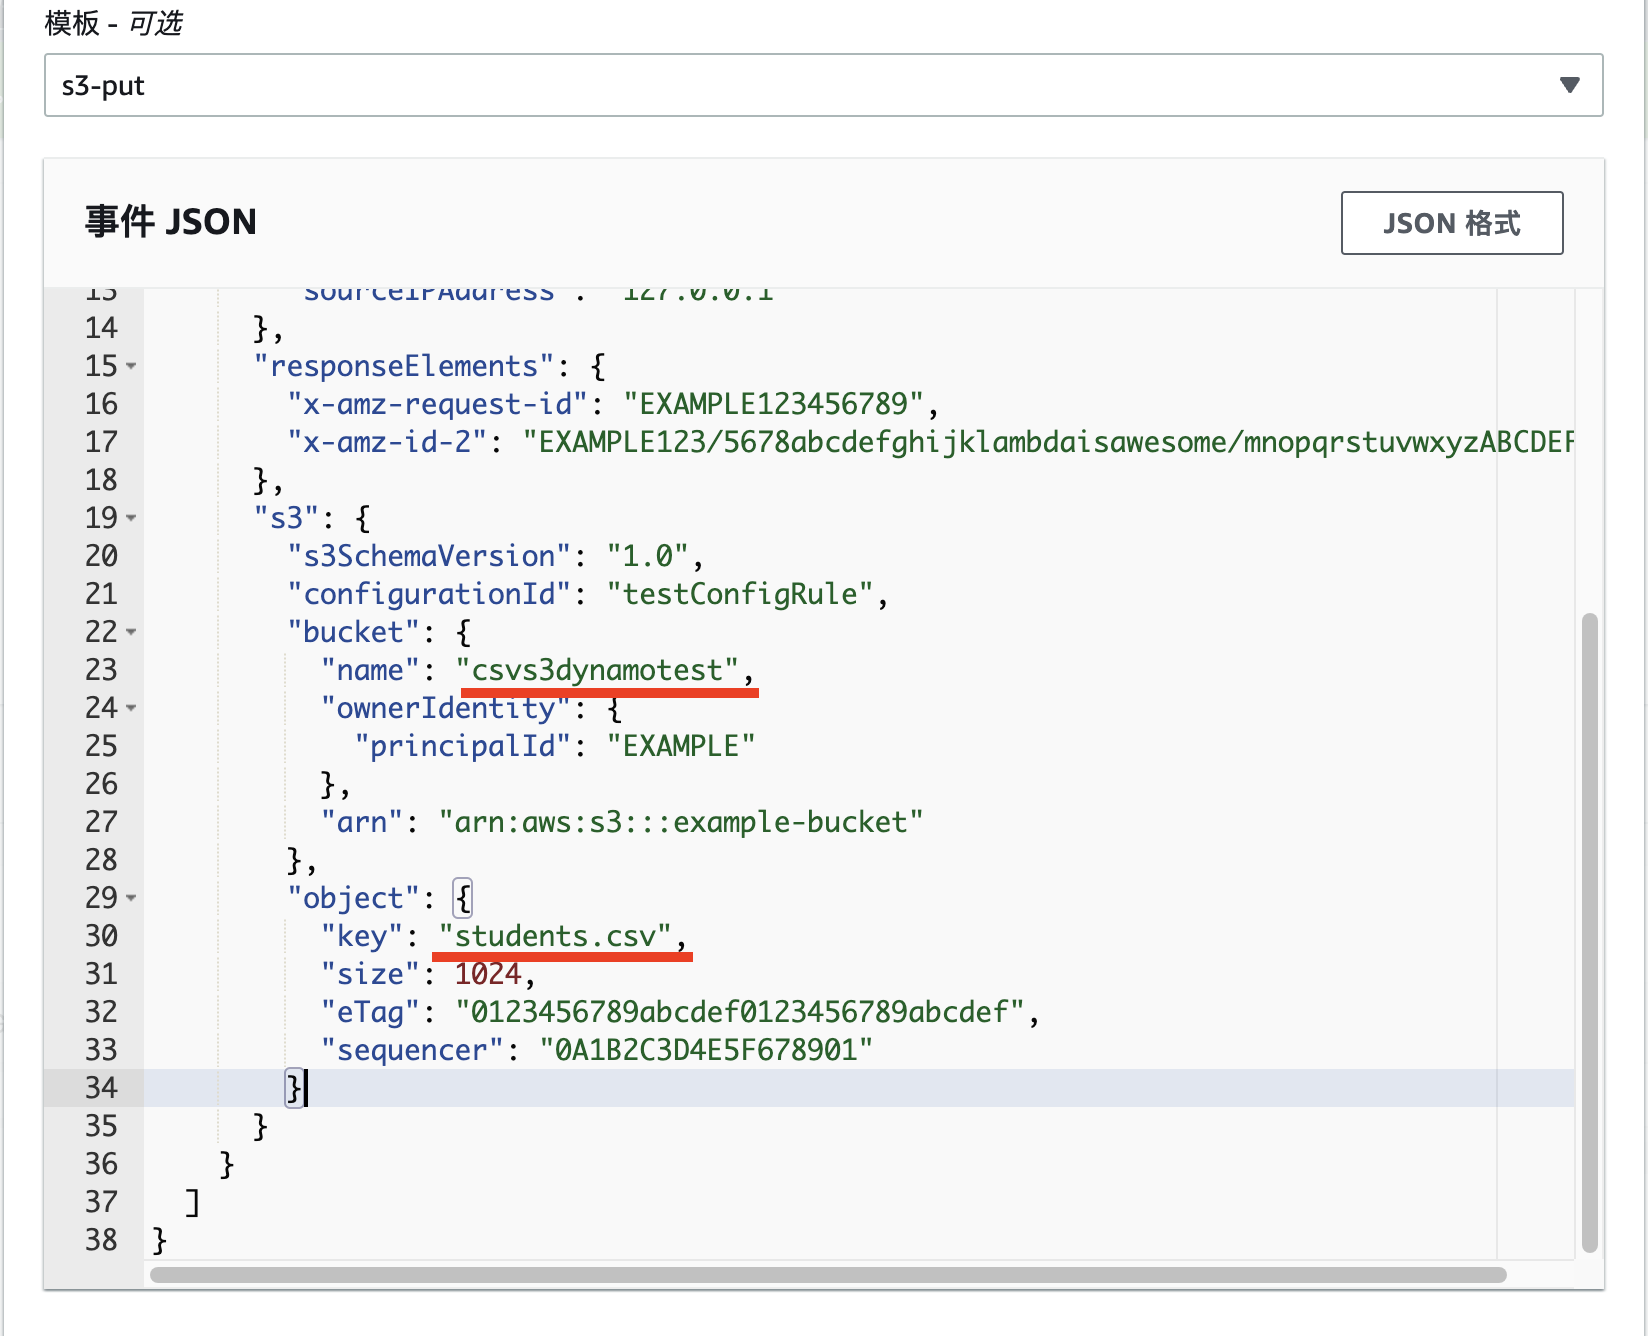 模板 - 可选
s3-put
事件 JSON
JSON 格式
13 "sourceIPAddress": "127.0.0.1"
14 },
15 "responseElements": {
16 "x-amz-request-id": "EXAMPLE123456789",
17 "x-amz-id-2": "EXAMPLE123/5678abcdefghijklambdaisawesome/mnopqrstuvwxyzABCDEF
18 },
19 "s3": {
20 "s3SchemaVersion": "1.0",
21 "configurationId": "testConfigRule",
22 "bucket": {
23 "name": "csvs3dynamotest",
24 "ownerIdentity": {
25 "principalId": "EXAMPLE"
26 },
27 "arn": "arn:aws:s3:::example-bucket"
28 },
29 "object": {
30 "key": "students.csv",
31 "size": 1024,
32 "eTag": "0123456789abcdef0123456789abcdef",
33 "sequencer": "0A1B2C3D4E5F678901"
34 }
35 }
36 }
37 ]
38 }